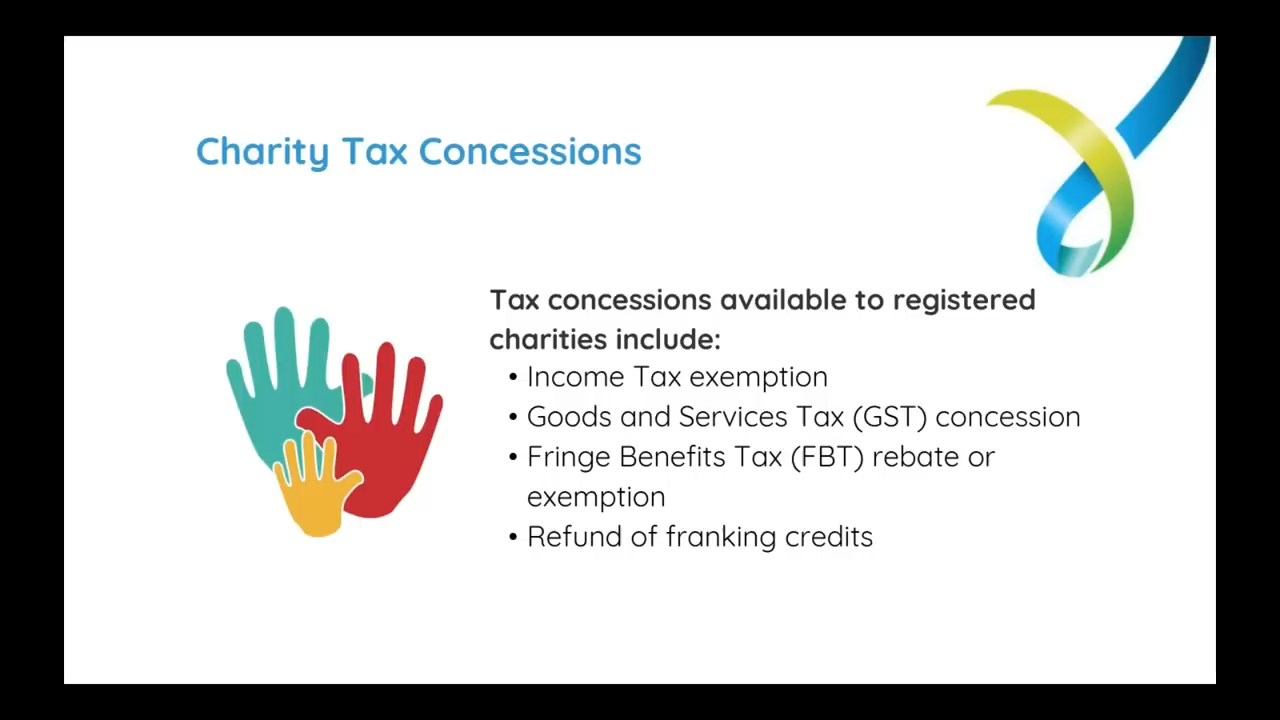 Charity Tax Concessions
Tax concessions available to registered
charities include:
• Income Tax exemption
• Goods and Services Tax (GST) concession
• Fringe Benefits Tax (FBT) rebate or
exemption
• Refund of franking credits